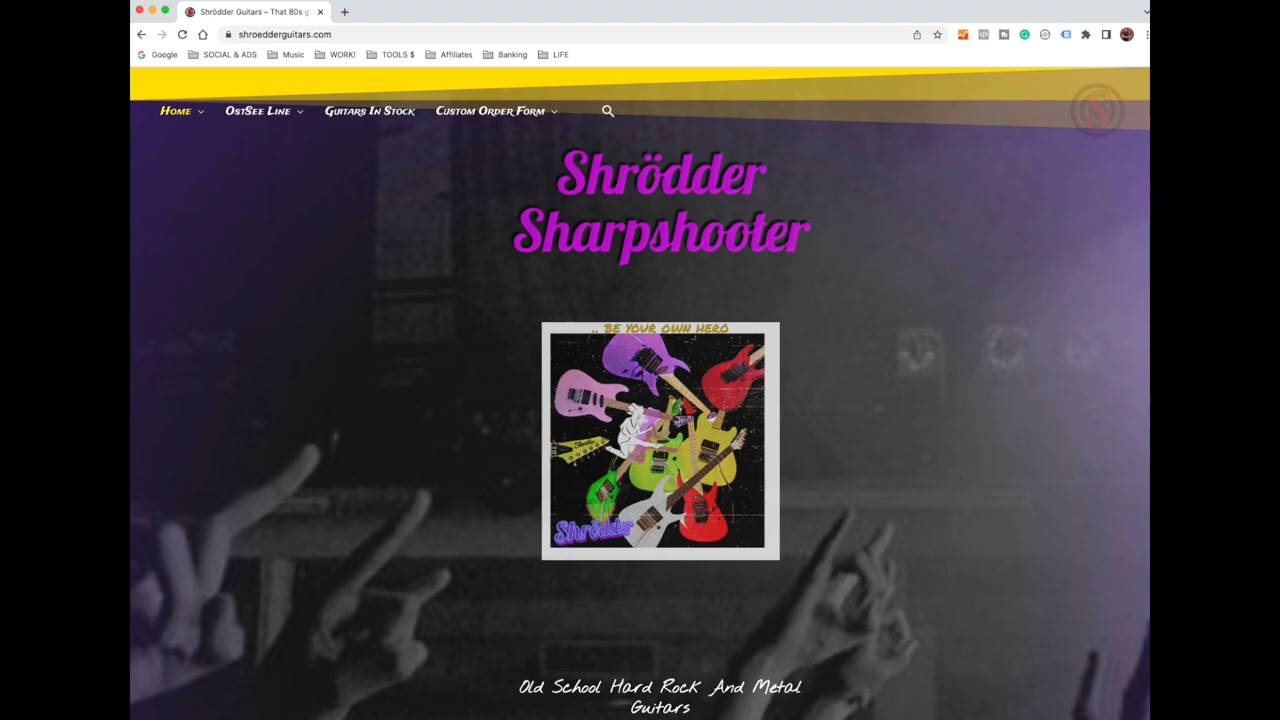 Shrödder Guitars – That 80s g
shroedderguitars.com
Google SOCIAL & ADS Music WORK! TOOLS $ Affiliates Banking LIFE
Home OstSee Line Guitars In Stock Custom Order Form
S
Shrödder
Sharpshooter
.. BE YOUR OWN HERO
Shrödder
Shrödder
Old School Hard Rock And Metal
Guitars